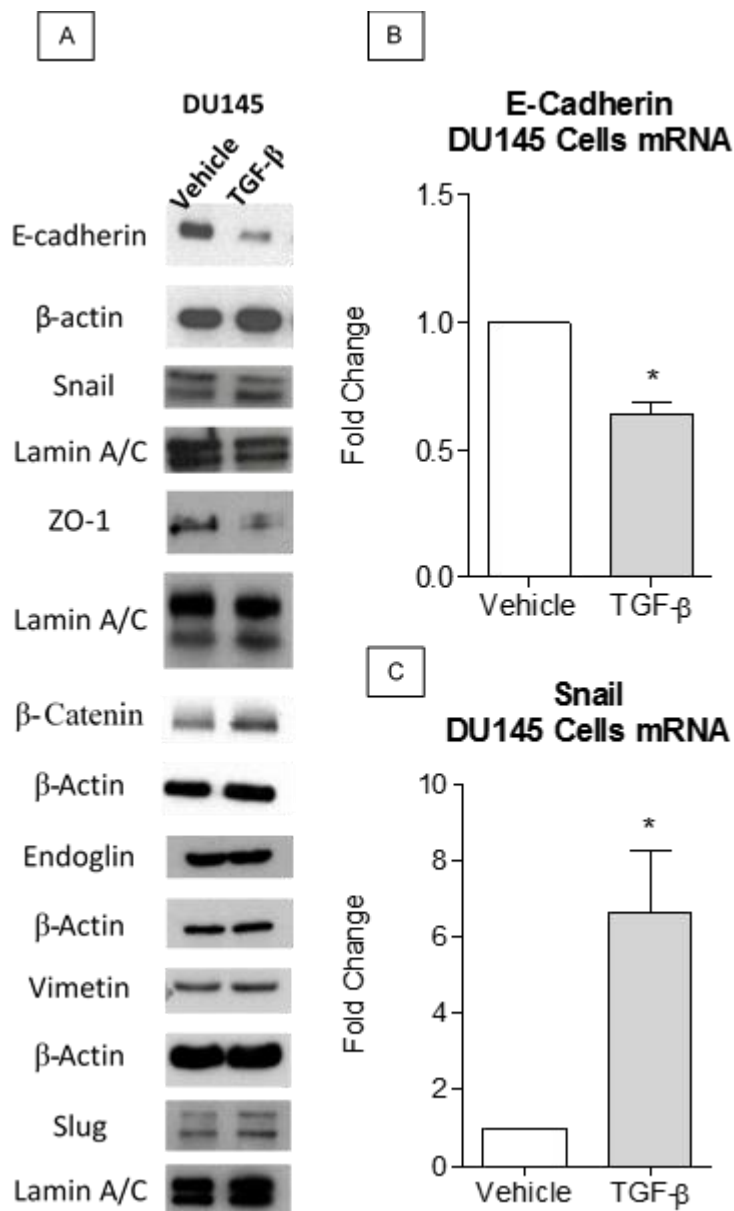 A
DU145
Vehicle TGF-β
E-cadherin
β-actin
Snail
Lamin A/C
ZO-1
Lamin A/C
β-Catenin
β-Actin
Endoglin
β-Actin
Vimetin
β-Actin
Slug
Lamin A/C
B
E-Cadherin
DU145 Cells mRNA
Fold Change
1.5
1.0
0.5
0.0
*
Vehicle TGF-β
C
Snail
DU145 Cells mRNA
Fold Change
10
8
6
4
2
0
*
Vehicle TGF-β